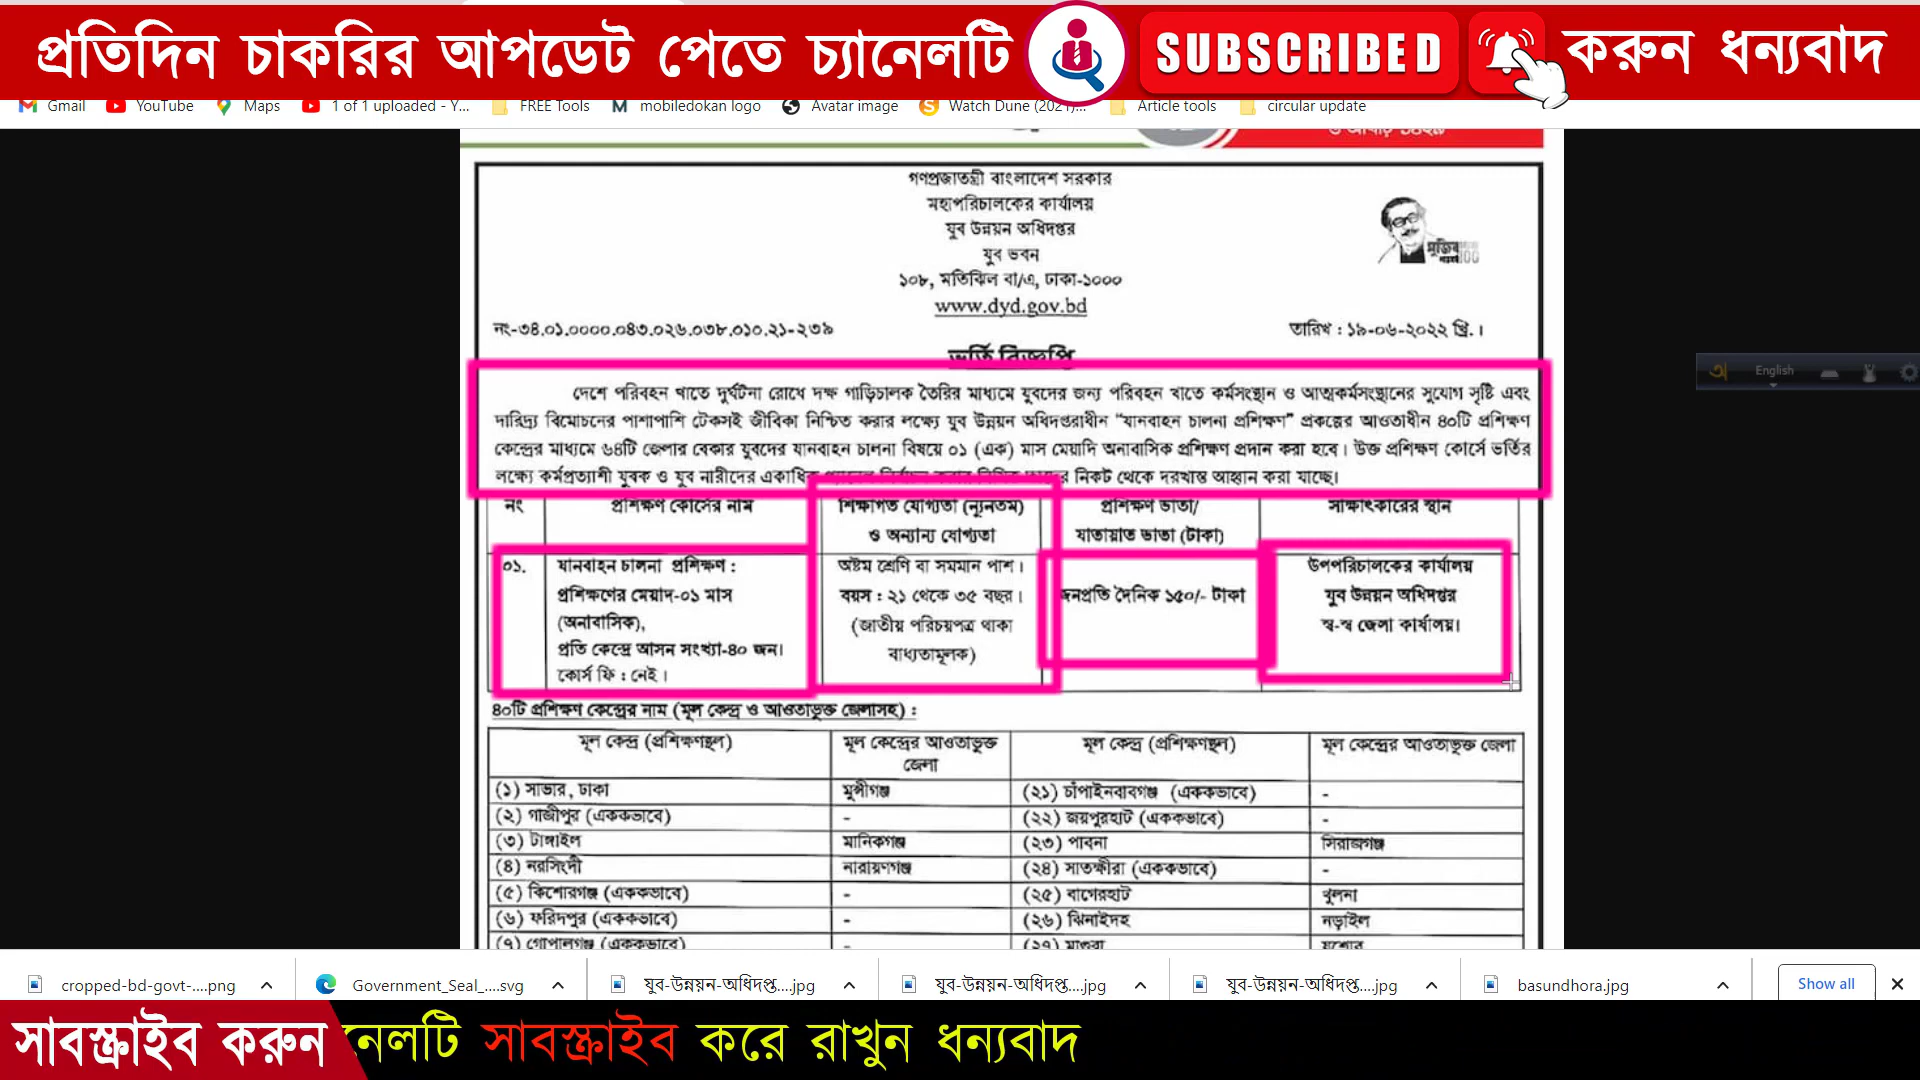 প্রতিদিন চাকরির আপডেট পেতে চ্যানেলটি SUBSCRIBED করুন ধন্যবাদ
Gmail YouTube Maps 1 of 1 uploaded - Y... FREE Tools mobiledokan logo Avatar image Watch Dune (2021)... Article tools circular update
গণপ্রজাতন্ত্রী বাংলাদেশ সরকার
মহাপরিচালকের কার্যালয়
যুব উন্নয়ন অধিদপ্তর
যুব ভবন
১০৮, মতিঝিল বা/এ, ঢাকা-১০০০
www.dyd.gov.bd
মুজিব 100
নং-৩৪.০১.০০০০.০৪৩.০২৬.০৩৮.০১০.২১-২৩৯ তারিখ : ১৯-০৬-২০২২ খ্রি.।
ভর্তি বিজ্ঞপ্তি
দেশে পরিবহন খাতে দুর্ঘটনা রোধে দক্ষ গাড়িচালক তৈরির মাধ্যমে যুবদের জন্য পরিবহন খাতে কর্মসংস্থান ও আত্মকর্মসংস্থানের সুযোগ সৃষ্টি এবং
দারিদ্র্য বিমোচনের পাশাপাশি টেকসই জীবিকা নিশ্চিত করার লক্ষ্যে যুব উন্নয়ন অধিদপ্তরাধীন “যানবাহন চালনা প্রশিক্ষণ” প্রকল্পের আওতাধীন ৪০টি প্রশিক্ষণ
কেন্দ্রের মাধ্যমে ৬৪টি জেলার বেকার যুবদের যানবাহন চালনা বিষয়ে ০১ (এক) মাস মেয়াদি অনাবাসিক প্রশিক্ষণ প্রদান করা হবে। উক্ত প্রশিক্ষণ কোর্সে ভর্তির
লক্ষ্যে কর্মপ্রত্যাশী যুবক ও যুব নারীদের একাধিক নিকট থেকে দরখাস্ত আহ্বান করা যাচ্ছে।
নং প্রশিক্ষণ কোর্সের নাম শিক্ষাগত যোগ্যতা (ন্যূনতম) প্রশিক্ষণ ভাতা/ সাক্ষাৎকারের স্থান
ও অন্যান্য যোগ্যতা যাতায়াত ভাতা (টাকা)
০১. যানবাহন চালনা প্রশিক্ষণ : অষ্টম শ্রেণি বা সমমান পাশ। উপপরিচালকের কার্যালয়
প্রশিক্ষণের মেয়াদ-০১ মাস বয়স : ২১ থেকে ৩৫ বছর। জনপ্রতি দৈনিক ১৫০/- টাকা যুব উন্নয়ন অধিদপ্তর
(অনাবাসিক), (জাতীয় পরিচয়পত্র থাকা স্ব-স্ব জেলা কার্যালয়।
প্রতি কেন্দ্রে আসন সংখ্যা-৪০ জন। বাধ্যতামূলক)
কোর্স ফি : নেই।
৪০টি প্রশিক্ষণ কেন্দ্রের নাম (মূল কেন্দ্র ও আওতাভুক্ত জেলাসহ) :
মূল কেন্দ্র (প্রশিক্ষণস্থল) মূল কেন্দ্রের আওতাভুক্ত মূল কেন্দ্র (প্রশিক্ষণস্থল) মূল কেন্দ্রের আওতাভুক্ত জেলা
জেলা
(১) সাভার, ঢাকা মুন্সীগঞ্জ (২১) চাঁপাইনবাবগঞ্জ (এককভাবে) -
(২) গাজীপুর (এককভাবে) - (২২) জয়পুরহাট (এককভাবে) -
(৩) টাঙ্গাইল মানিকগঞ্জ (২৩) পাবনা সিরাজগঞ্জ
(৪) নরসিংদী নারায়ণগঞ্জ (২৪) সাতক্ষীরা (এককভাবে) -
(৫) কিশোরগঞ্জ (এককভাবে) - (২৫) বাগেরহাট খুলনা
(৬) ফরিদপুর (এককভাবে) - (২৬) ঝিনাইদহ নড়াইল
(৭) গোপালগঞ্জ (এককভাবে) - (২৭) মাগুরা যশোর
অ English
cropped-bd-govt-....png Government_Seal_....svg যুব-উন্নয়ন-অধিদপ্ত....jpg যুব-উন্নয়ন-অধিদপ্ত....jpg যুব-উন্নয়ন-অধিদপ্ত....jpg basundhora.jpg Show all
সাবস্ক্রাইব করুন নেলটি সাবস্ক্রাইব করে রাখুন ধন্যবাদ